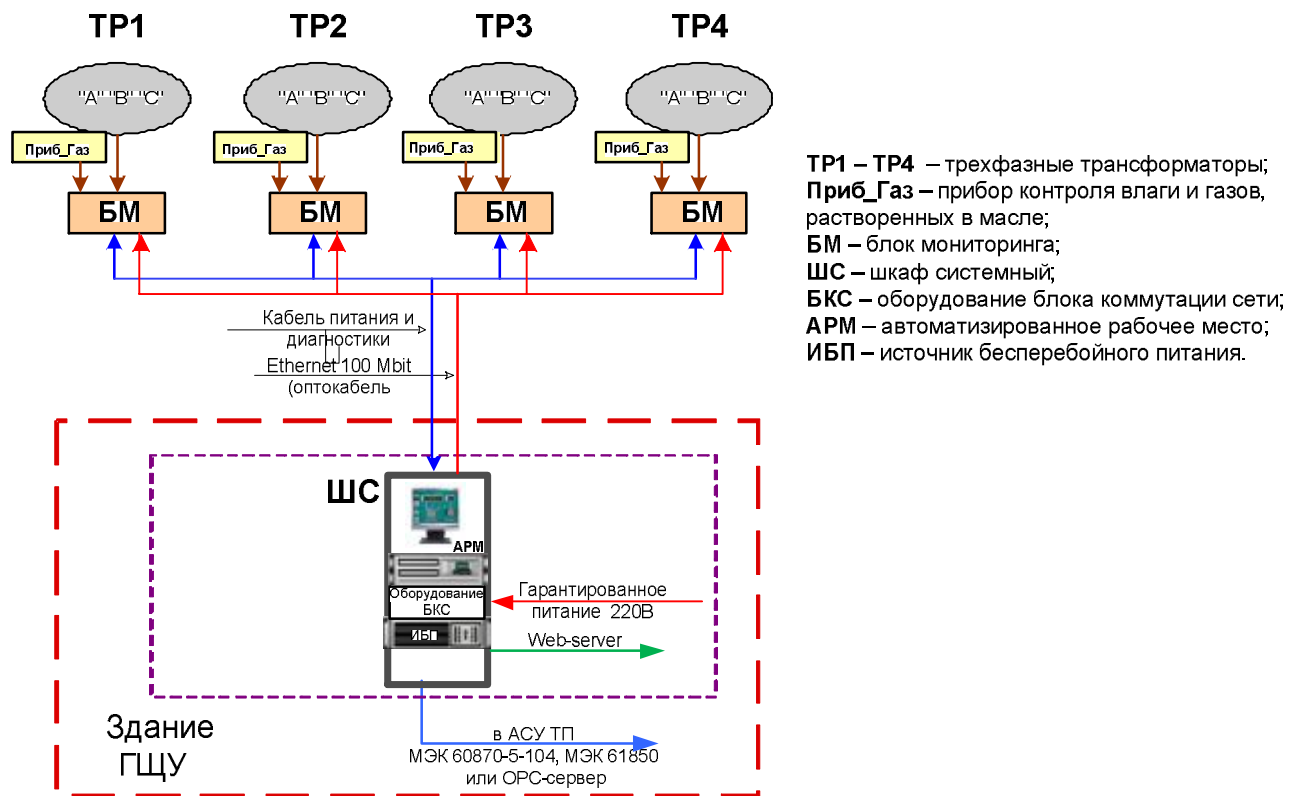 ТР1 ТР2 ТР3 ТР4
"А" "В" "С" "А" "В" "С" "А" "В" "С" "А" "В" "С"
Приб_Газ Приб_Газ Приб_Газ Приб_Газ
БМ БМ БМ БМ
ТР1 – ТР4 – трехфазные трансформаторы;
Приб_Газ – прибор контроля влаги и газов,
растворенных в масле;
БМ – блок мониторинга;
ШС – шкаф системный;
БКС – оборудование блока коммутации сети;
АРМ – автоматизированное рабочее место;
ИБП – источник бесперебойного питания.
Кабель питания и
диагностики
Ethernet 100 Mbit
(оптокабель
ШС
АРМ
Оборудование
БКС
ИБП
Гарантированное
питание 220В
Web-server
Здание
ГЩУ
в АСУ ТП
МЭК 60870-5-104, МЭК 61850
или OPC-сервер